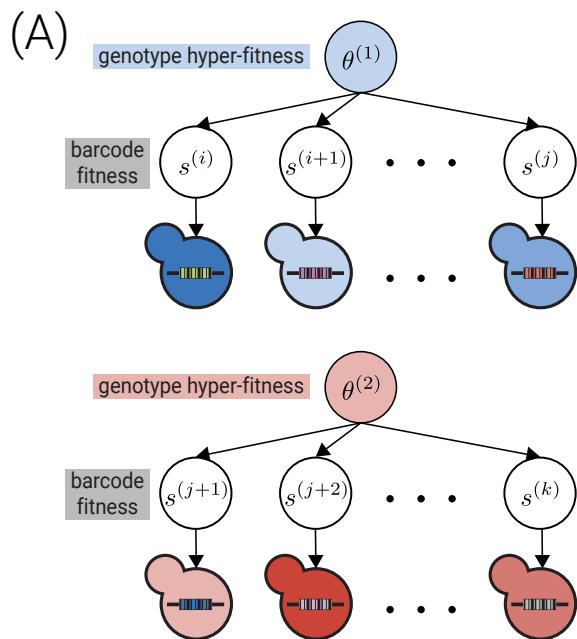 (A)
genotype hyper-fitness θ^{(1)}
barcode
fitness
s^{(i)} s^{(i+1)} • • • s^{(j)}
• • •
genotype hyper-fitness θ^{(2)}
barcode
fitness
s^{(j+1)} s^{(j+2)} • • • s^{(k)}
• • •